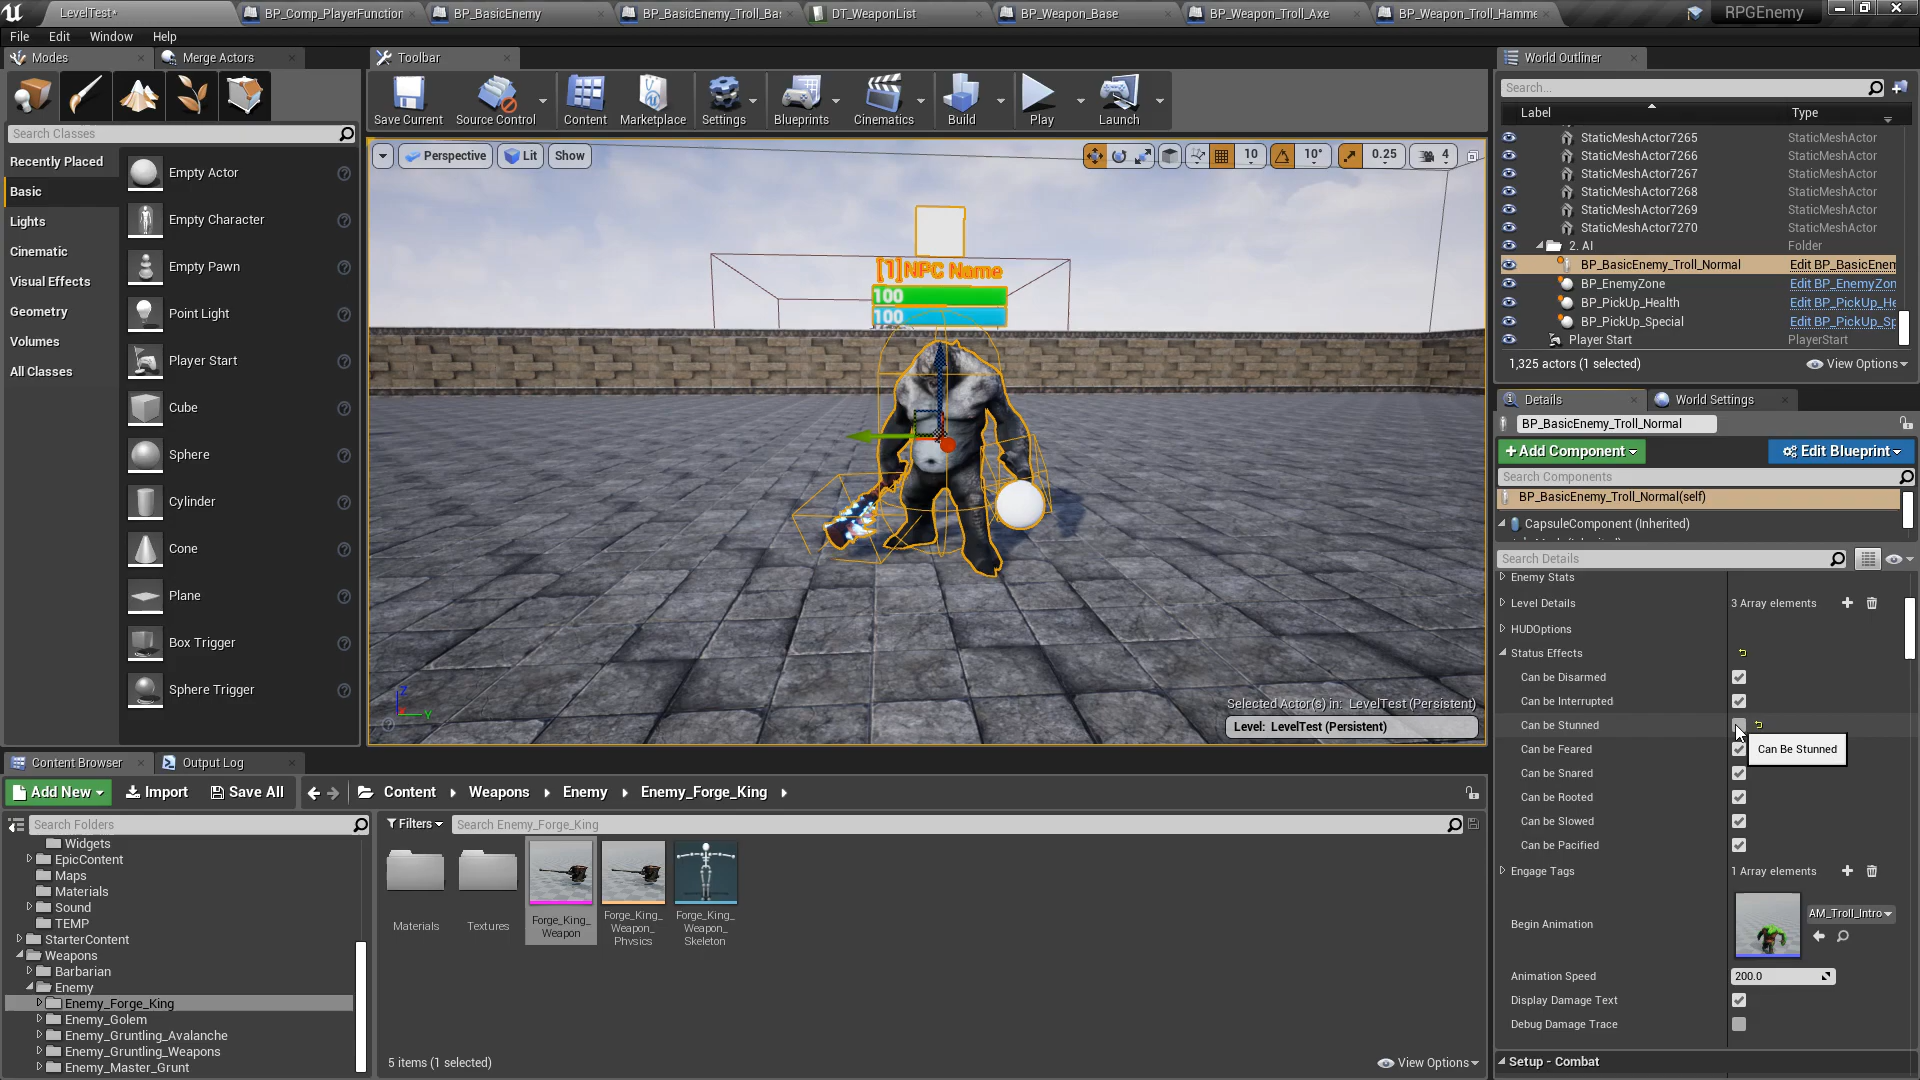 LevelTest*
BP_Comp_PlayerFunction
BP_BasicEnemy
BP_BasicEnemy_Troll_Ba
DT_WeaponList
BP_Weapon_Base
BP_Weapon_Troll_Axe
BP_Weapon_Troll_Hamme
RPGEnemy
File
Edit
Window
Help
Modes
Merge Actors
Toolbar
World Outliner
Save Current
Source Control
Content
Marketplace
Settings
Blueprints
Cinematics
Build
Play
Launch
Search...
Label
Type
Search Classes
Recently Placed
Basic
Lights
Cinematic
Visual Effects
Geometry
Volumes
All Classes
Empty Actor
Empty Character
Empty Pawn
Point Light
Player Start
Cube
Sphere
Cylinder
Cone
Plane
Box Trigger
Sphere Trigger
Perspective
Lit
Show
10
10°
0.25
4
[1]NPC Name
100
100
Z
Y
Selected Actor(s) in: LevelTest (Persistent)
Level: LevelTest (Persistent)
StaticMeshActor7265 StaticMeshActor
StaticMeshActor7266 StaticMeshActor
StaticMeshActor7267 StaticMeshActor
StaticMeshActor7268 StaticMeshActor
StaticMeshActor7269 StaticMeshActor
StaticMeshActor7270 StaticMeshActor
2. AI Folder
BP_BasicEnemy_Troll_Normal Edit BP_BasicEnem
BP_EnemyZone Edit BP_EnemyZon
BP_PickUp_Health Edit BP_PickUp_He
BP_PickUp_Special Edit BP_PickUp_Sp
Player Start PlayerStart
1,325 actors (1 selected)
View Options
Details
World Settings
BP_BasicEnemy_Troll_Normal
+Add Component
Edit Blueprint
Search Components
BP_BasicEnemy_Troll_Normal(self)
CapsuleComponent (Inherited)
Search Details
Enemy Stats
Level Details 3 Array elements
HUDOptions
Status Effects
Can be Disarmed
Can be Interrupted
Can be Stunned
Can be Feared
Can Be Stunned
Can be Snared
Can be Rooted
Can be Slowed
Can be Pacified
Engage Tags 1 Array elements
Begin Animation
AM_Troll_Intro
Animation Speed 200.0
Display Damage Text
Debug Damage Trace
Setup - Combat
Content Browser
Output Log
Add New
Import
Save All
Content
Weapons
Enemy
Enemy_Forge_King
Search Folders
Widgets
EpicContent
Maps
Materials
Sound
TEMP
StarterContent
Weapons
Barbarian
Enemy
Enemy_Forge_King
Enemy_Golem
Enemy_Gruntling_Avalanche
Enemy_Gruntling_Weapons
Enemy_Master_Grunt
Filters
Search Enemy_Forge_King
Materials
Textures
Forge_King_
Weapon
Forge_King_
Weapon_
Physics
Forge_King_
Weapon_
Skeleton
5 items (1 selected)
View Options